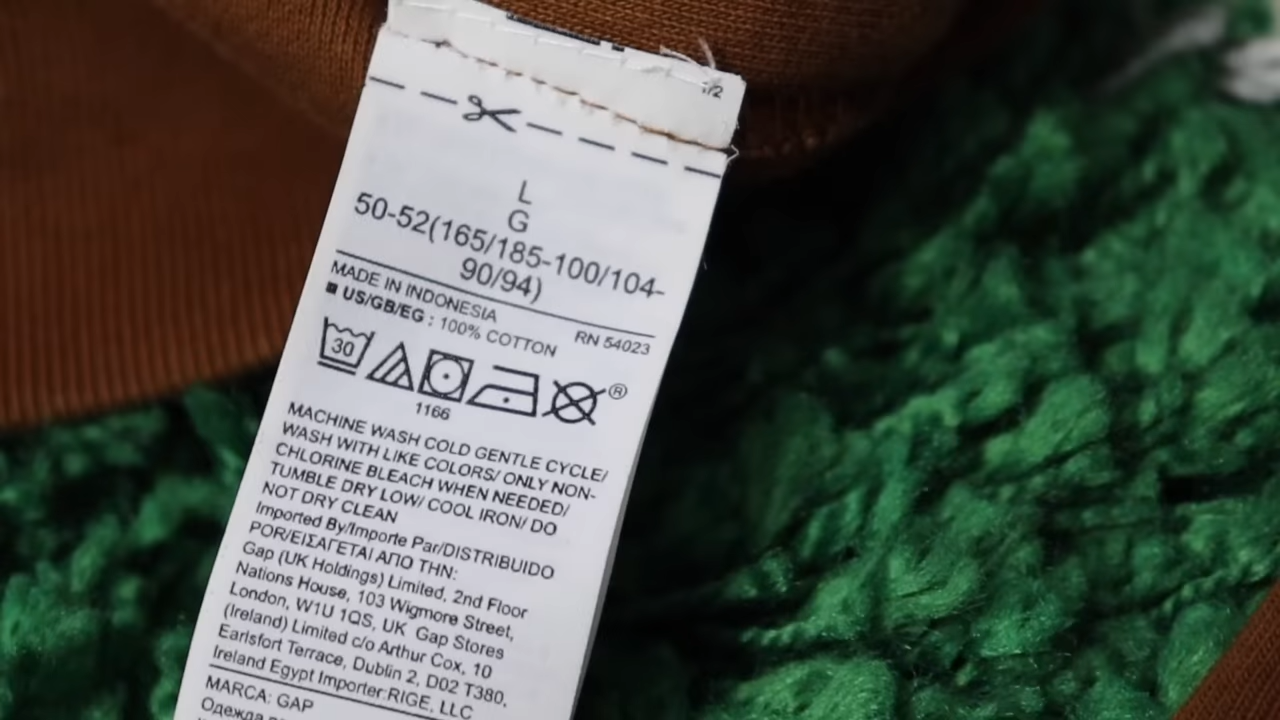 /2
L
G
50-52(165/185-100/104-
90/94)
MADE IN INDONESIA
RN 54023
■ US/GB/EG : 100% COTTON
30
®
1166
MACHINE WASH COLD GENTLE CYCLE/
WASH WITH LIKE COLORS/ ONLY NON-
CHLORINE BLEACH WHEN NEEDED/
TUMBLE DRY LOW/ COOL IRON/ DO
NOT DRY CLEAN
Imported By/Importe Par/DISTRIBUIDO
POR/ΕΙΣΑΓΕΤΑΙ ΑΠΟ ΤΗΝ:
Gap (UK Holdings) Limited, 2nd Floor
Nations House, 103 Wigmore Street,
London, W1U 1QS, UK Gap Stores
(Ireland) Limited c/o Arthur Cox, 10
Earlsfort Terrace, Dublin 2, D02 T380,
Ireland Egypt Importer:RIGE, LLC
MARCA: GAP
Одежда